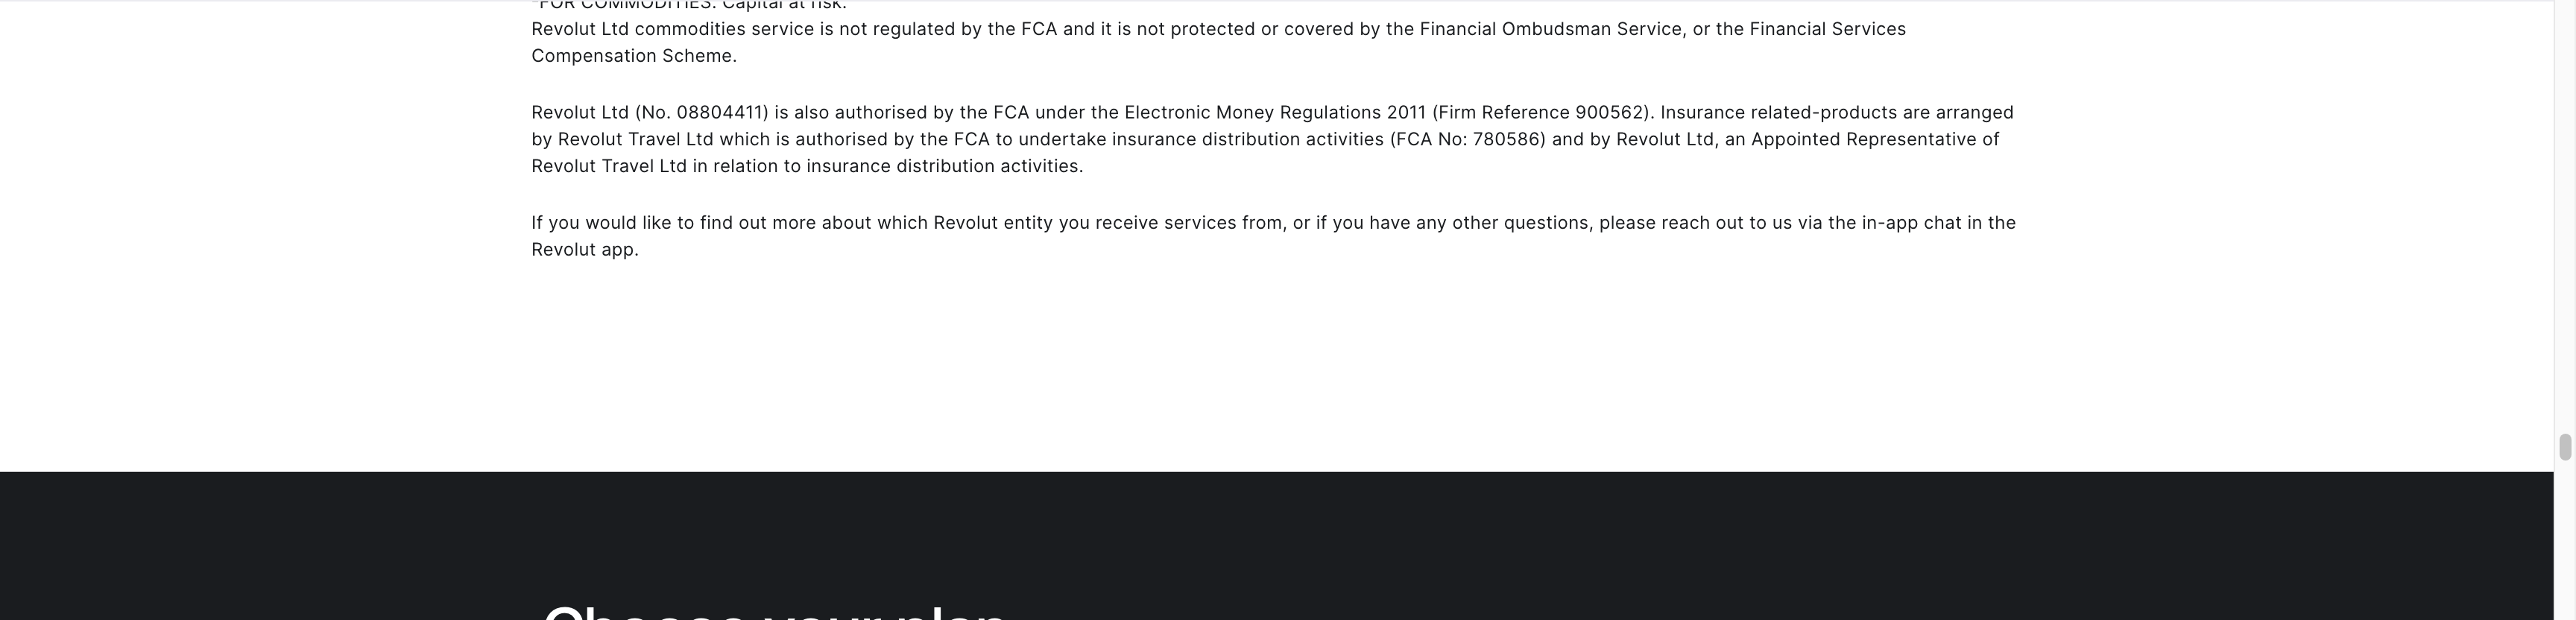 -FOR COMMODITIES: Capital at risk.
Revolut Ltd commodities service is not regulated by the FCA and it is not protected or covered by the Financial Ombudsman Service, or the Financial Services
Compensation Scheme.
Revolut Ltd (No. 08804411) is also authorised by the FCA under the Electronic Money Regulations 2011 (Firm Reference 900562). Insurance related-products are arranged
by Revolut Travel Ltd which is authorised by the FCA to undertake insurance distribution activities (FCA No: 780586) and by Revolut Ltd, an Appointed Representative of
Revolut Travel Ltd in relation to insurance distribution activities.
If you would like to find out more about which Revolut entity you receive services from, or if you have any other questions, please reach out to us via the in-app chat in the
Revolut app.
Choose your plan